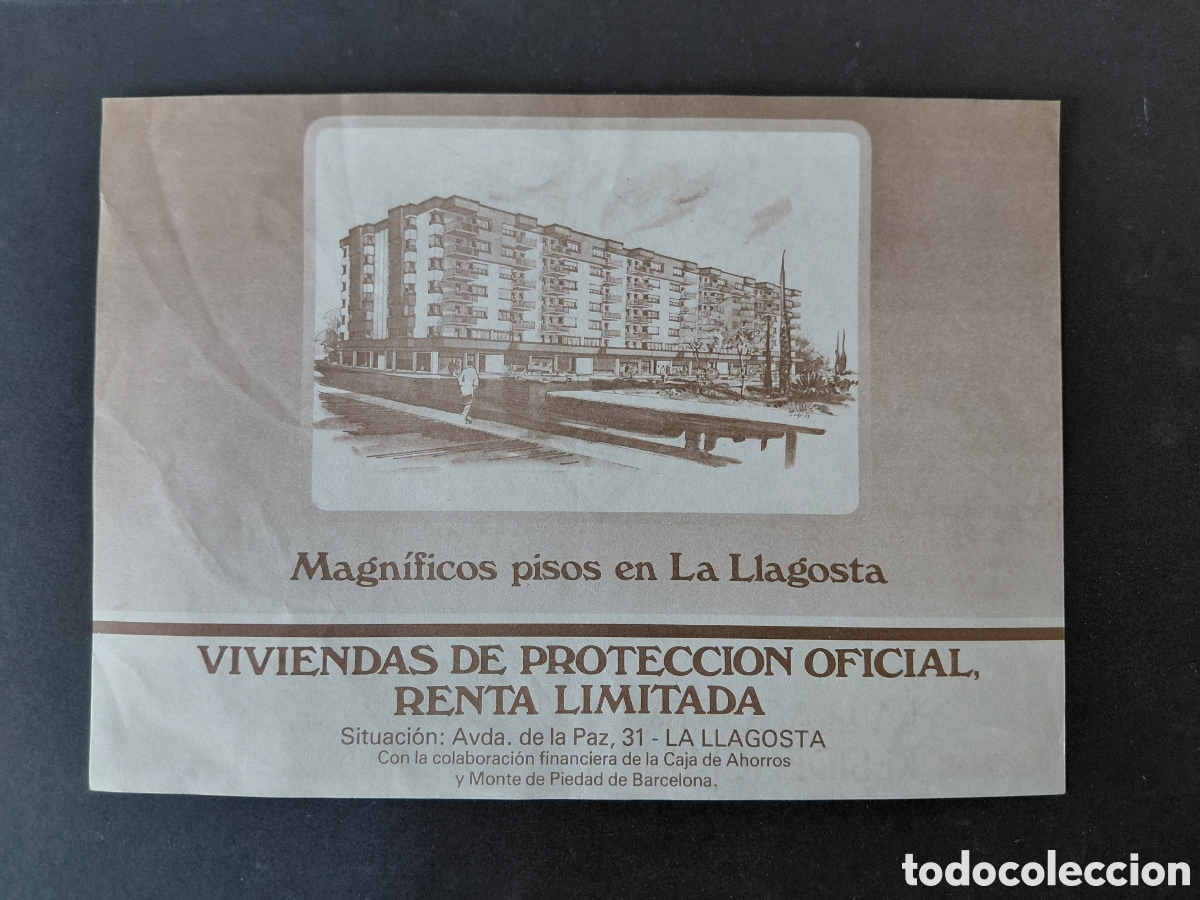 Magníficos pisos en La Llagosta
VIVIENDAS DE PROTECCION OFICIAL,
RENTA LIMITADA
Situación: Avda. de la Paz, 31 - LA LLAGOSTA
Con la colaboración financiera de la Caja de Ahorros
y Monte de Piedad de Barcelona.
todocoleccion